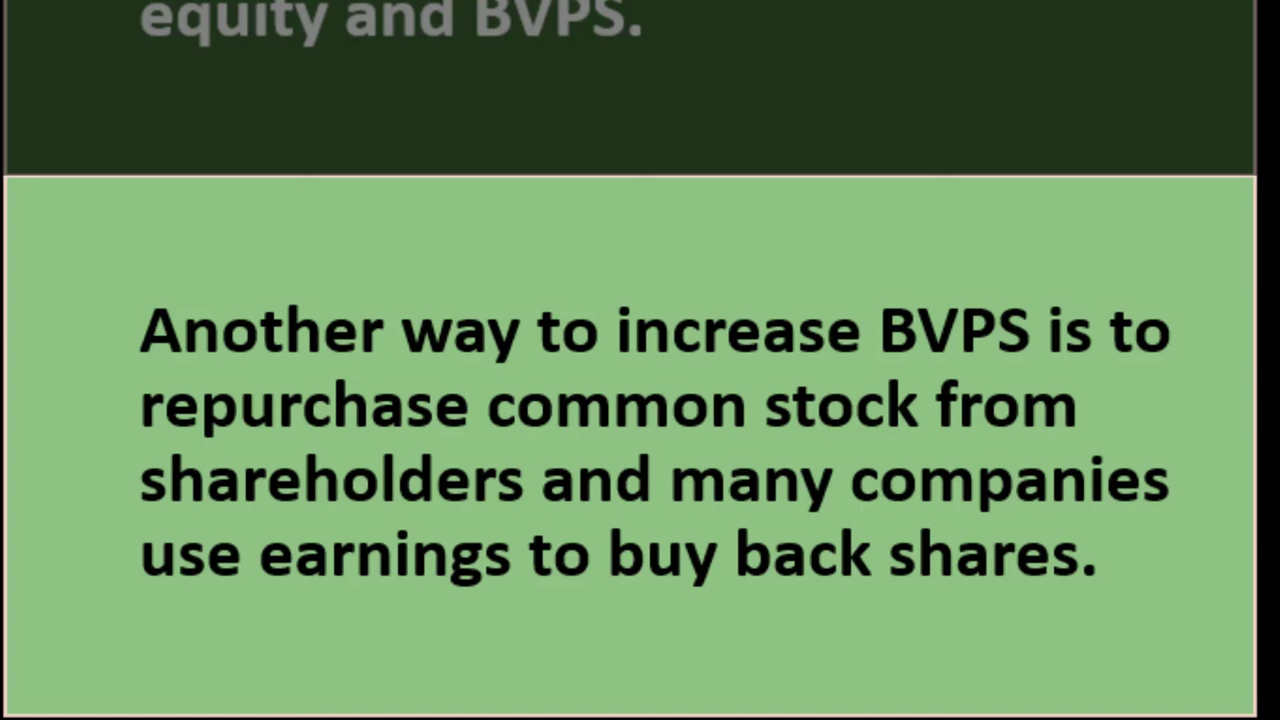 equity and BVPS.
Another way to increase BVPS is to
repurchase common stock from
shareholders and many companies
use earnings to buy back shares.